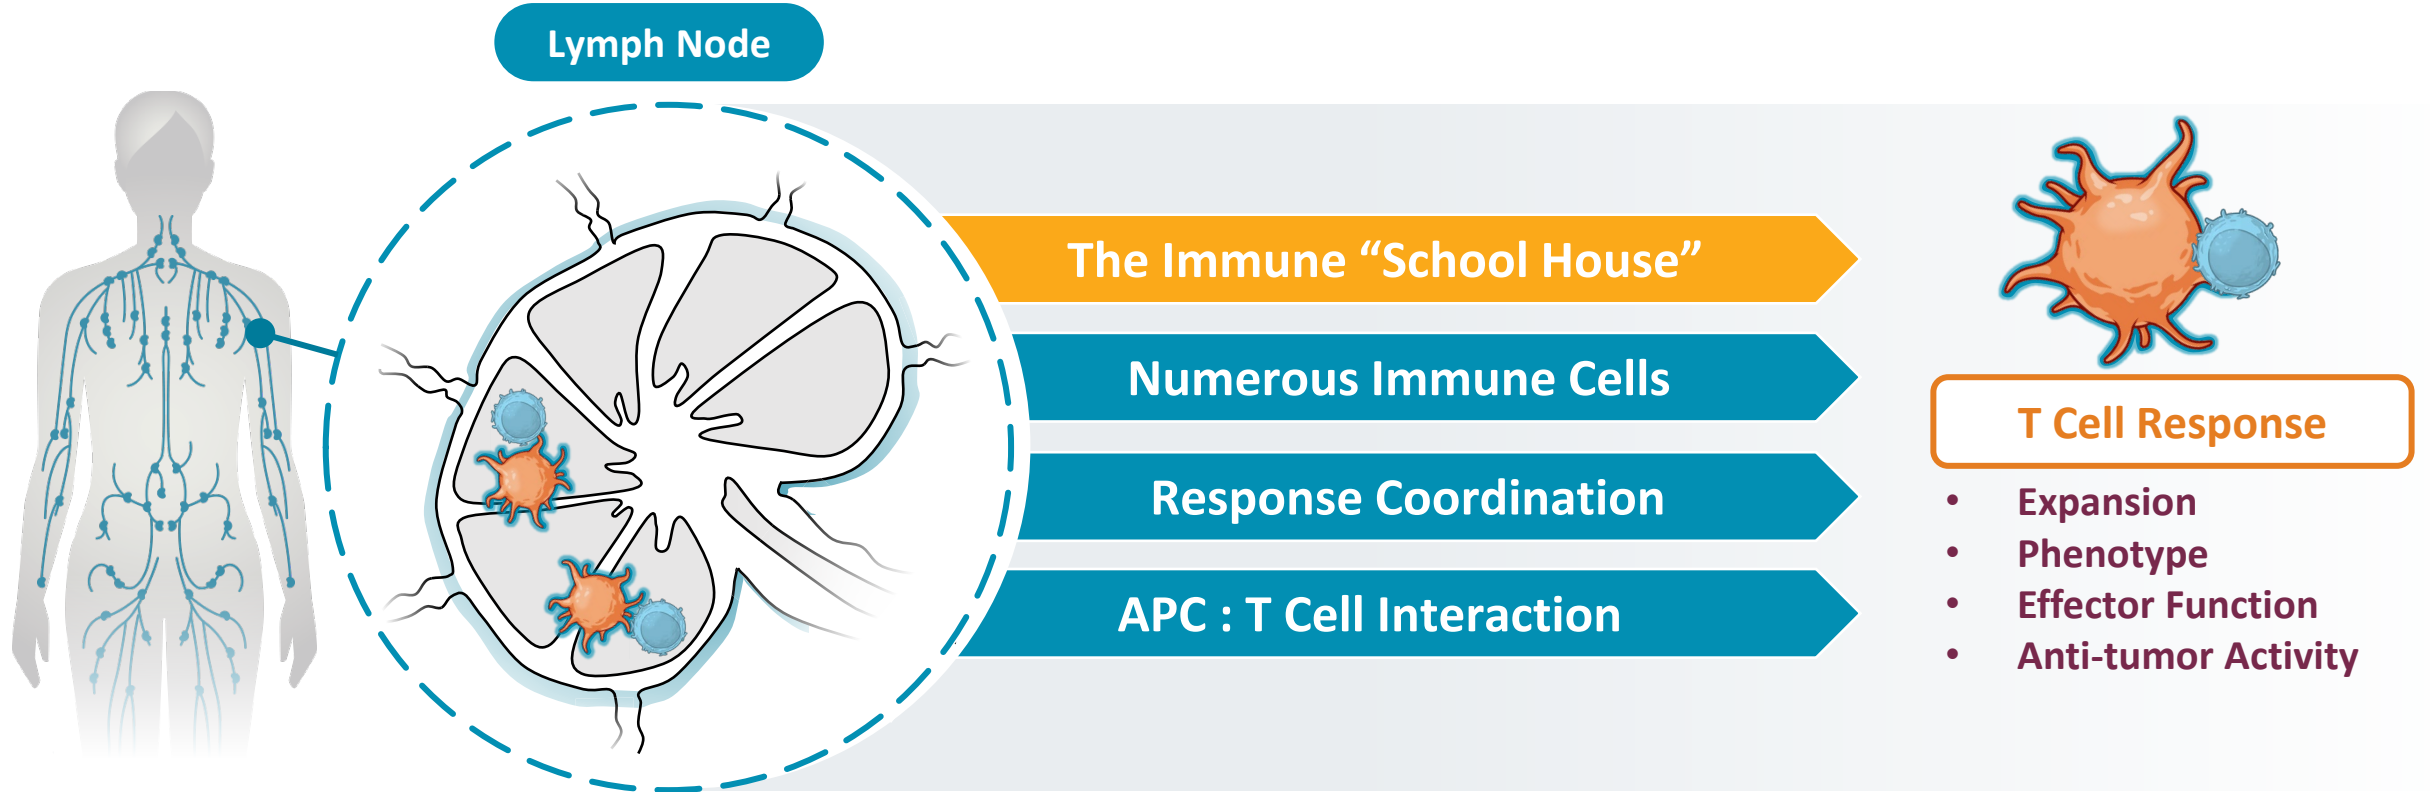 Lymph Node
The Immune “School House”
Numerous Immune Cells
Response Coordination
APC : T Cell Interaction
T Cell Response
• Expansion
• Phenotype
• Effector Function
• Anti-tumor Activity